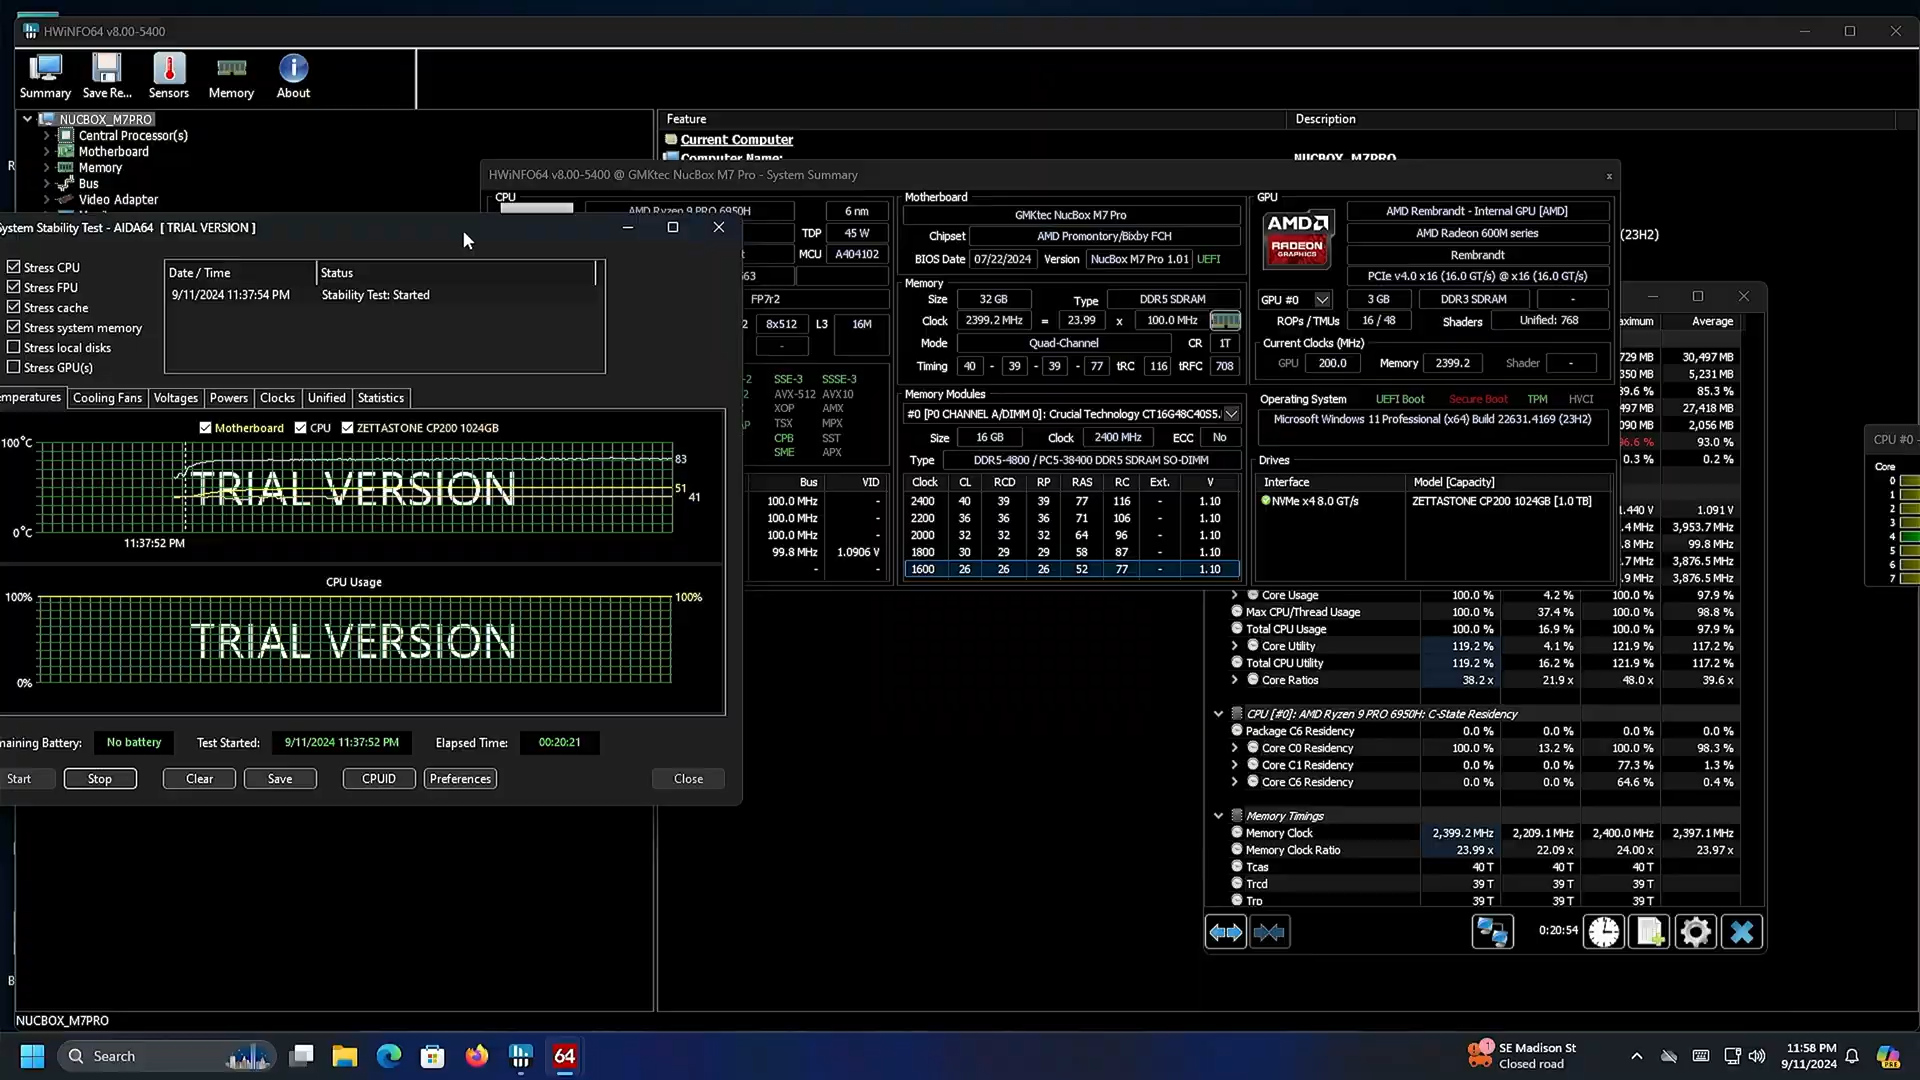 HWiNFO64 v8.00-5400
Summary
Save Re...
Sensors
Memory
About
NUCBOX_M7PRO
Central Processor(s)
Motherboard
Memory
Bus
Video Adapter
Feature
Description
Current Computer
Computer Name:
NUCBOX_M7PRO
(23H2)
HWiNFO64 v8.00-5400 @ GMKtec NucBox M7 Pro - System Summary
x
CPU
AMD Ryzen 9 PRO 6950H
6 nm
TDP
45 W
MCU
A404102
FP7r2
8x512
L3
16M
-
SSE-3
SSSE-3
AVX-512
AVX10
XOP
AMX
TSX
MPX
CPB
SST
SME
APX
Bus
VID
100.0 MHz
-
100.0 MHz
-
100.0 MHz
-
99.8 MHz
1.0906 V
-
-
Motherboard
GMKtec NucBox M7 Pro
Chipset
AMD Promontory/Bixby FCH
BIOS Date
07/22/2024
Version
NucBox M7 Pro 1.01
UEFI
Memory
Size
32 GB
Type
DDR5 SDRAM
Clock
2399.2 MHz
=
23.99
x
100.0 MHz
Mode
Quad-Channel
CR
1T
Timing
40
-
39
-
39
-
77
tRC
116
tRFC
708
Memory Modules
#0 [P0 CHANNEL A/DIMM 0]: Crucial Technology CT16G48C40S5.
Size
16 GB
Clock
2400 MHz
ECC
No
Type
DDR5-4800 / PC5-38400 DDR5 SDRAM SO-DIMM
Clock CL RCD RP RAS RC Ext. V
2400 40 39 39 77 116 - 1.10
2200 36 36 36 71 106 - 1.10
2000 32 32 32 64 96 - 1.10
1800 30 29 29 58 87 - 1.10
1600 26 26 26 52 77 - 1.10
GPU
AMD
RADEON
GRAPHICS
AMD Rembrandt - Internal GPU [AMD]
AMD Radeon 600M series
Rembrandt
PCIe v4.0 x16 (16.0 GT/s) @ x16 (16.0 GT/s)
GPU #0
3 GB
DDR3 SDRAM
-
ROPs / TMUs
16 / 48
Shaders
Unified: 768
Current Clocks (MHz)
GPU
200.0
Memory
2399.2
Shader
-
Operating System
UEFI Boot
Secure Boot
TPM
HVCI
Microsoft Windows 11 Professional (x64) Build 22631.4169 (23H2)
Drives
Interface
Model [Capacity]
NVMe x4 8.0 GT/s
ZETTASTONE CP200 1024GB [1.0 TB]
System Stability Test - AIDA64 [ TRIAL VERSION ]
Stress CPU
Stress FPU
Stress cache
Stress system memory
Stress local disks
Stress GPU(s)
Date / Time
Status
9/11/2024 11:37:54 PM
Stability Test: Started
Cooling Fans
Voltages
Powers
Clocks
Unified
Statistics
Motherboard
CPU
ZETTASTONE CP200 1024GB
100°C
TRIAL VERSION
83
51
41
0°C
11:37:52 PM
CPU Usage
100%
100%
TRIAL VERSION
0%
No battery
Test Started:
9/11/2024 11:37:52 PM
Elapsed Time:
00:20:21
Start
Stop
Clear
Save
CPUID
Preferences
Close
Average
729 MB 30,497 MB
350 MB 5,231 MB
85.3 %
27,418 MB
2,056 MB
93.0 %
0.3 % 0.2 %
1.440 V 1.091 V
3,953.7 MHz
99.8 MHz
3,876.5 MHz
3,876.5 MHz
Core Usage 100.0 % 4.2 % 100.0 % 97.9 %
Max CPU/Thread Usage 100.0 % 37.4 % 100.0 % 98.8 %
Total CPU Usage 100.0 % 16.9 % 100.0 % 97.9 %
Core Utility 119.2 % 4.1 % 121.9 % 117.2 %
Total CPU Utility 119.2 % 16.2 % 121.9 % 117.2 %
Core Ratios 38.2 x 21.9 x 48.0 x 39.6 x
CPU [#0]: AMD Ryzen 9 PRO 6950H: C-State Residency
Package C6 Residency 0.0 % 0.0 % 0.0 % 0.0 %
Core C0 Residency 100.0 % 13.2 % 100.0 % 98.3 %
Core C1 Residency 0.0 % 0.0 % 77.3 % 1.3 %
Core C6 Residency 0.0 % 0.0 % 64.6 % 0.4 %
Memory Timings
Memory Clock 2,399.2 MHz 2,209.1 MHz 2,400.0 MHz 2,397.1 MHz
Memory Clock Ratio 23.99 x 22.09 x 24.00 x 23.97 x
Tcas 40 T 40 T 40 T
Trcd 39 T 39 T 39 T
Trp 39 T 39 T 39 T
0:20:54
CPU #0 -
Core
0
1
2
3
4
5
6
7
NUCBOX_M7PRO
Search
64
1
SE Madison St
Closed road
11:58 PM
9/11/2024
PRE